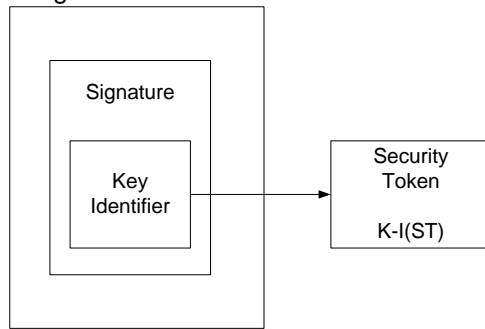 Signature
Key
Identifier
Security
Token
K-I(ST)